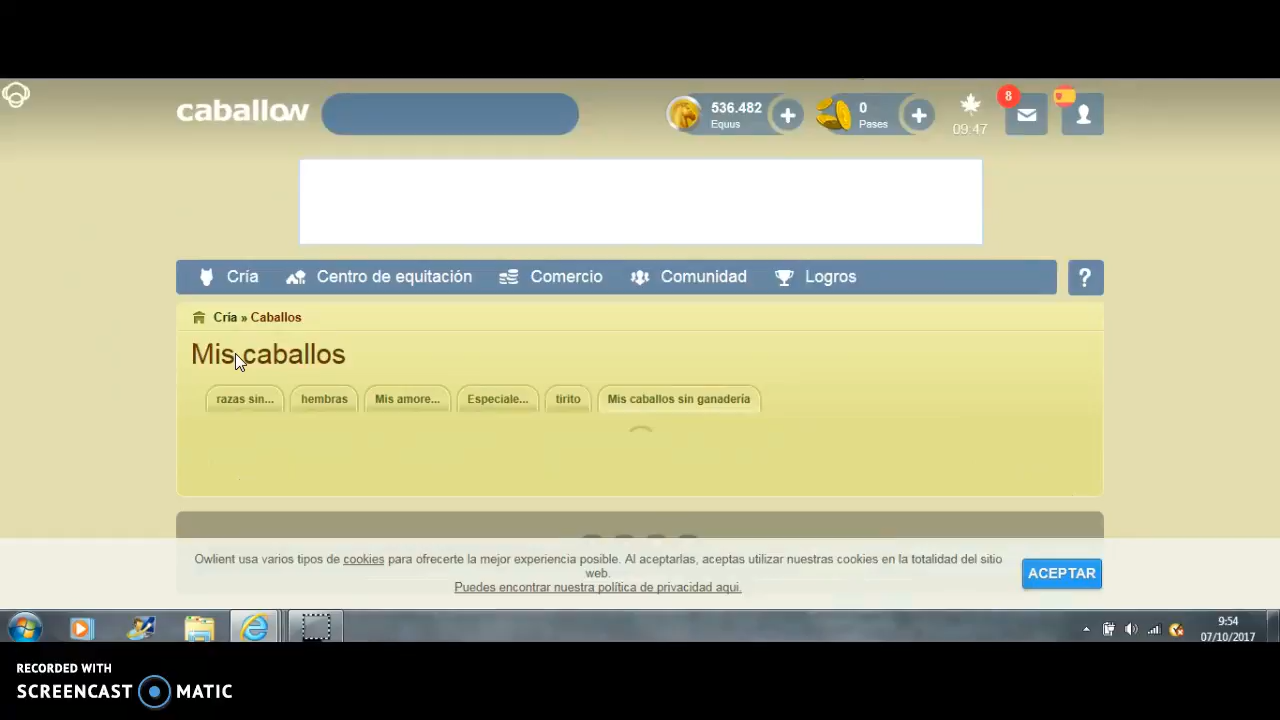 caballow
536.482
Equus
0
Pases
09:47
8
Cría
Centro de equitación
Comercio
Comunidad
Logros
?
Cría » Caballos
Mis caballos
razas sin...
hembras
Mis amore...
Especiale...
tirito
Mis caballos sin ganadería
Owlient usa varios tipos de cookies para ofrecerte la mejor experiencia posible. Al aceptarlas, aceptas utilizar nuestras cookies en la totalidad del sitio
web.
Puedes encontrar nuestra política de privacidad aqui.
ACEPTAR
9:54
07/10/2017
RECORDED WITH
SCREENCAST MATIC